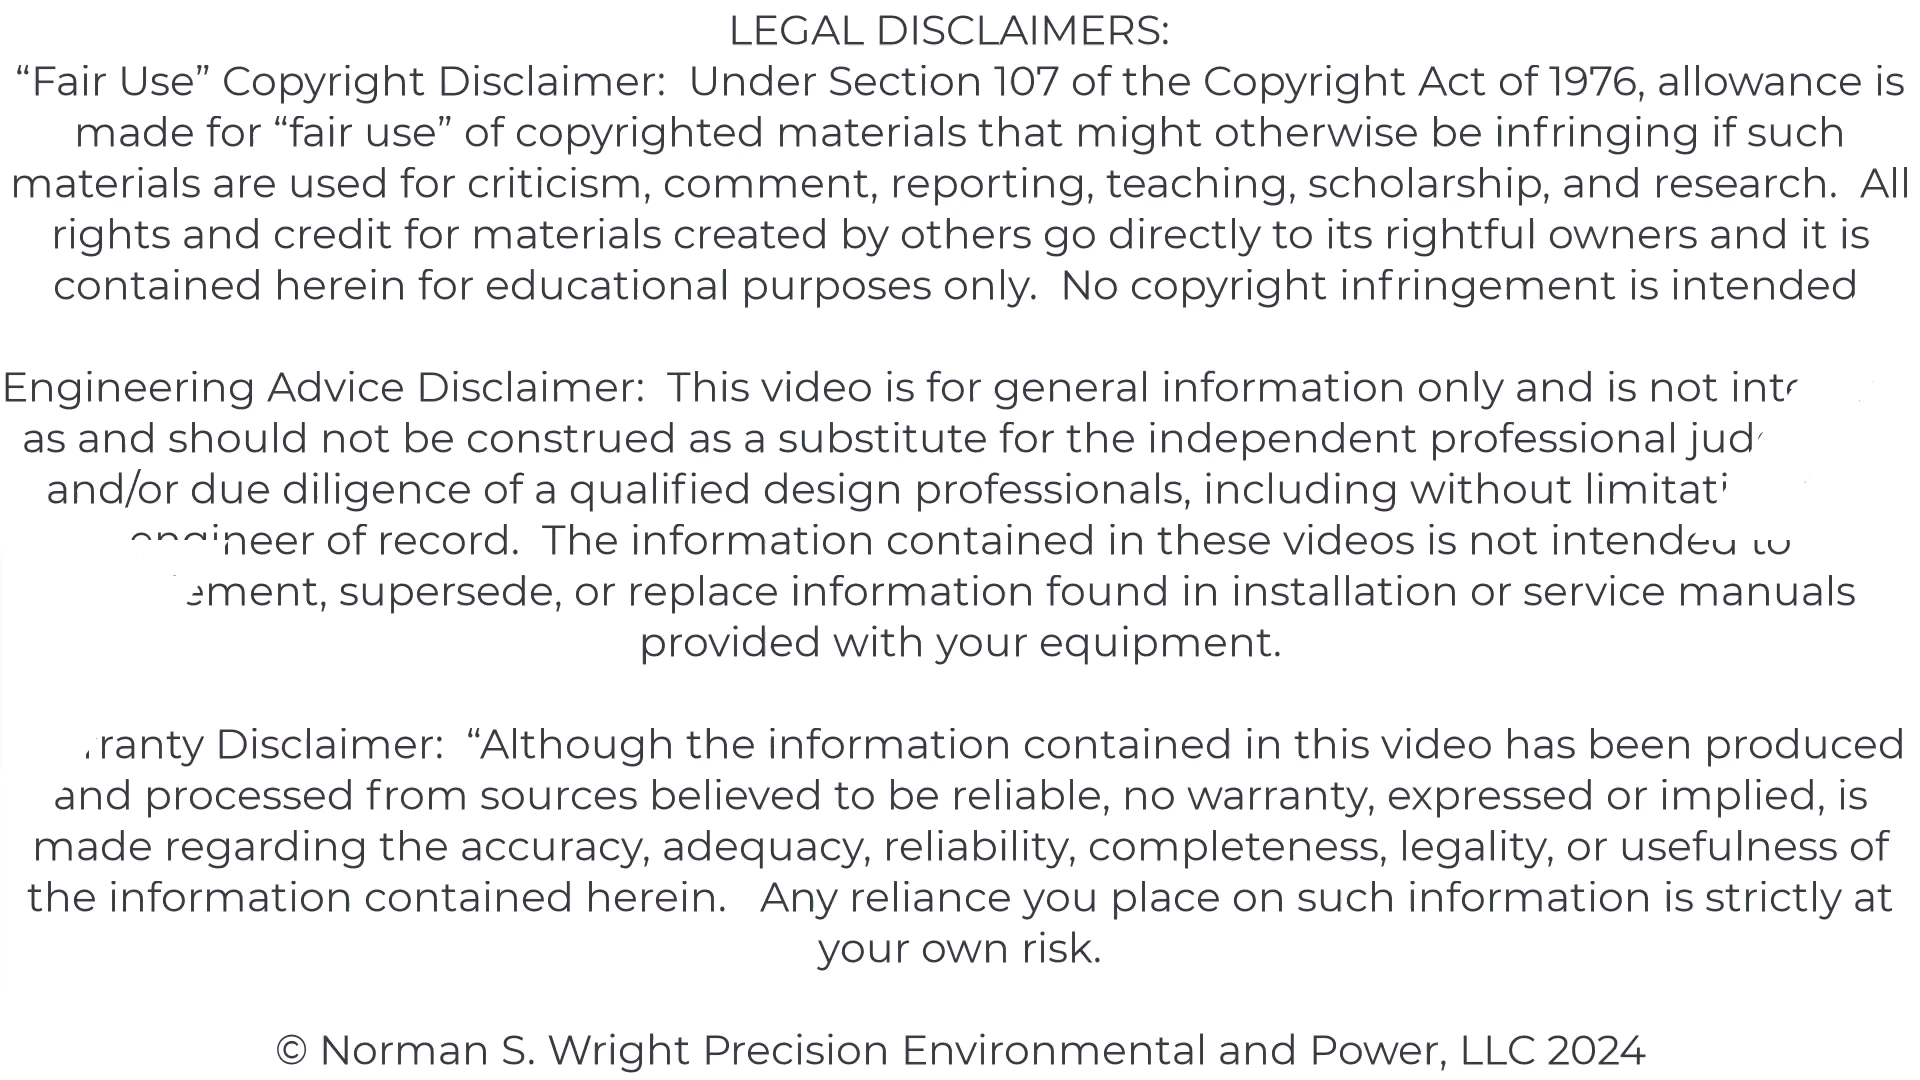 LEGAL DISCLAIMERS:
“Fair Use” Copyright Disclaimer:  Under Section 107 of the Copyright Act of 1976, allowance is
made for “fair use” of copyrighted materials that might otherwise be infringing if such
materials are used for criticism, comment, reporting, teaching, scholarship, and research.  All
rights and credit for materials created by others go directly to its rightful owners and it is
contained herein for educational purposes only.  No copyright infringement is intended
Engineering Advice Disclaimer:  This video is for general information only and is not
as and should not be construed as a substitute for the independent professional
and/or due diligence of a qualified design professionals, including without
of record.  The information contained in these videos is not intended to
supersede, or replace information found in installation or service manuals
provided with your equipment.
Disclaimer:  “Although the information contained in this video has been produced
and processed from sources believed to be reliable, no warranty, expressed or implied, is
made regarding the accuracy, adequacy, reliability, completeness, legality, or usefulness of
the information contained herein.   Any reliance you place on such information is strictly at
your own risk.
© Norman S. Wright Precision Environmental and Power, LLC 2024